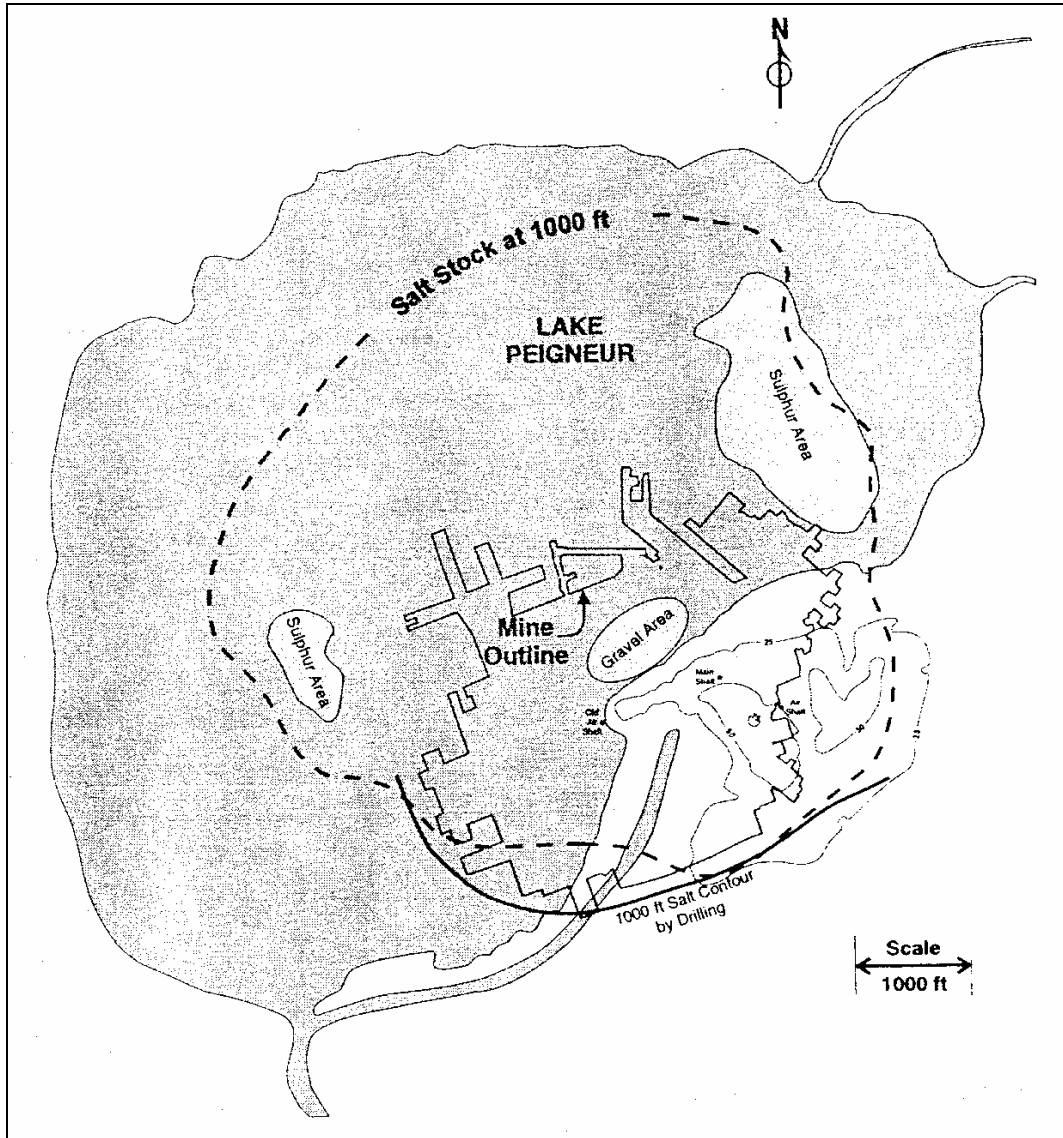 N
Salt Stock at 1000 ft
LAKE
PEIGNEUR
Sulphur Area
Sulphur Area
Mine
Outline
Gravel Area
25
Main
Shaft
Old
Air
Shaft
Air
Shaft
50
25
1000 ft Salt Contour
by Drilling
Scale
1000 ft